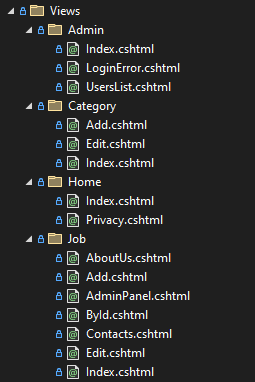 Views
Admin
Index.cshtml
LoginError.cshtml
UsersList.cshtml
Category
Add.cshtml
Edit.cshtml
Index.cshtml
Home
Index.cshtml
Privacy.cshtml
Job
AboutUs.cshtml
Add.cshtml
AdminPanel.cshtml
ById.cshtml
Contacts.cshtml
Edit.cshtml
Index.cshtml